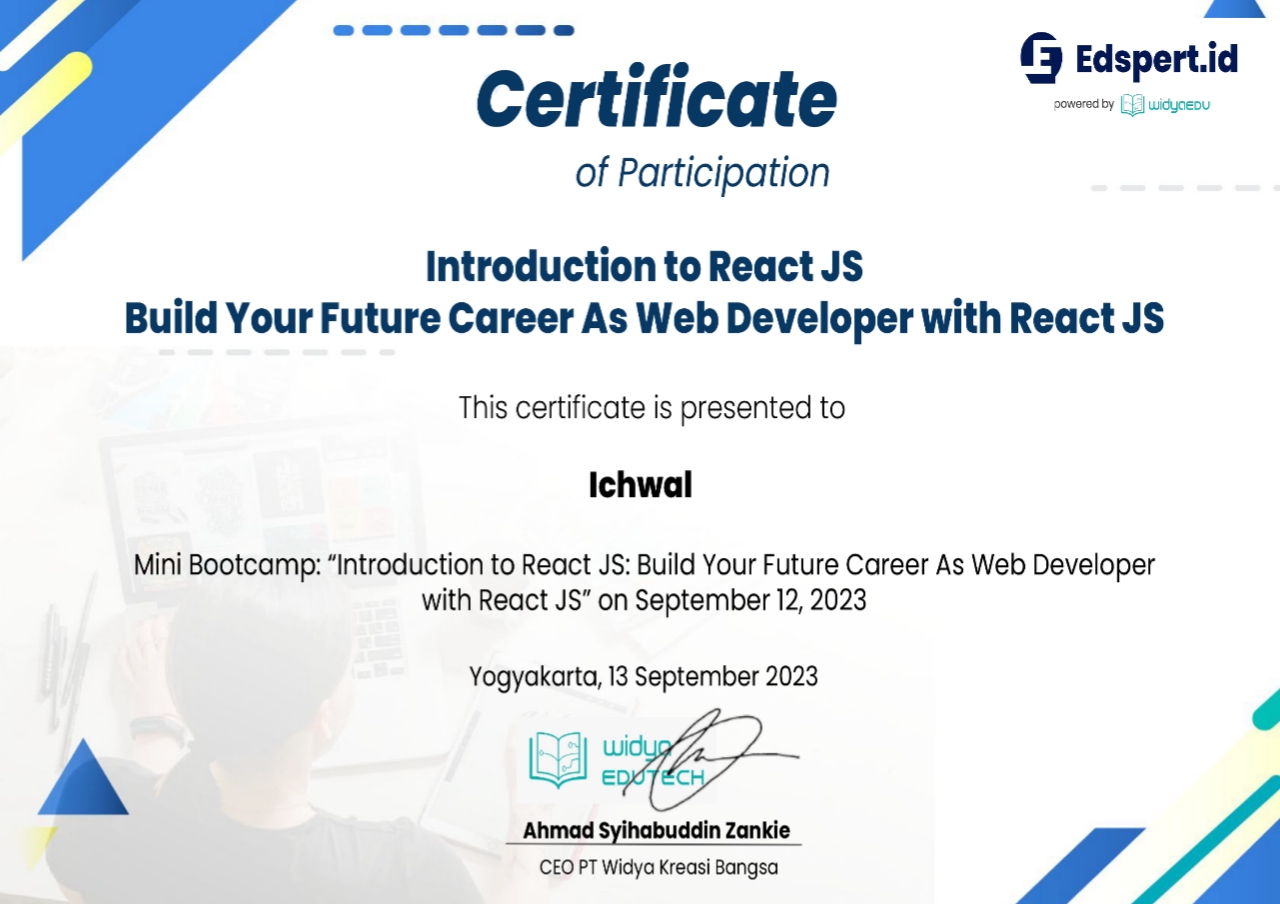 Certificate
of Participation
Edspert.id
powered by widyaEDU
Introduction to React JS
Build Your Future Career As Web Developer with React JS
This certificate is presented to
Ichwal
Mini Bootcamp: “Introduction to React JS: Build Your Future Career As Web Developer
with React JS” on September 12, 2023
Yogyakarta, 13 September 2023
widya
EDUTECH
Ahmad Syihabuddin Zankie
CEO PT Widya Kreasi Bangsa